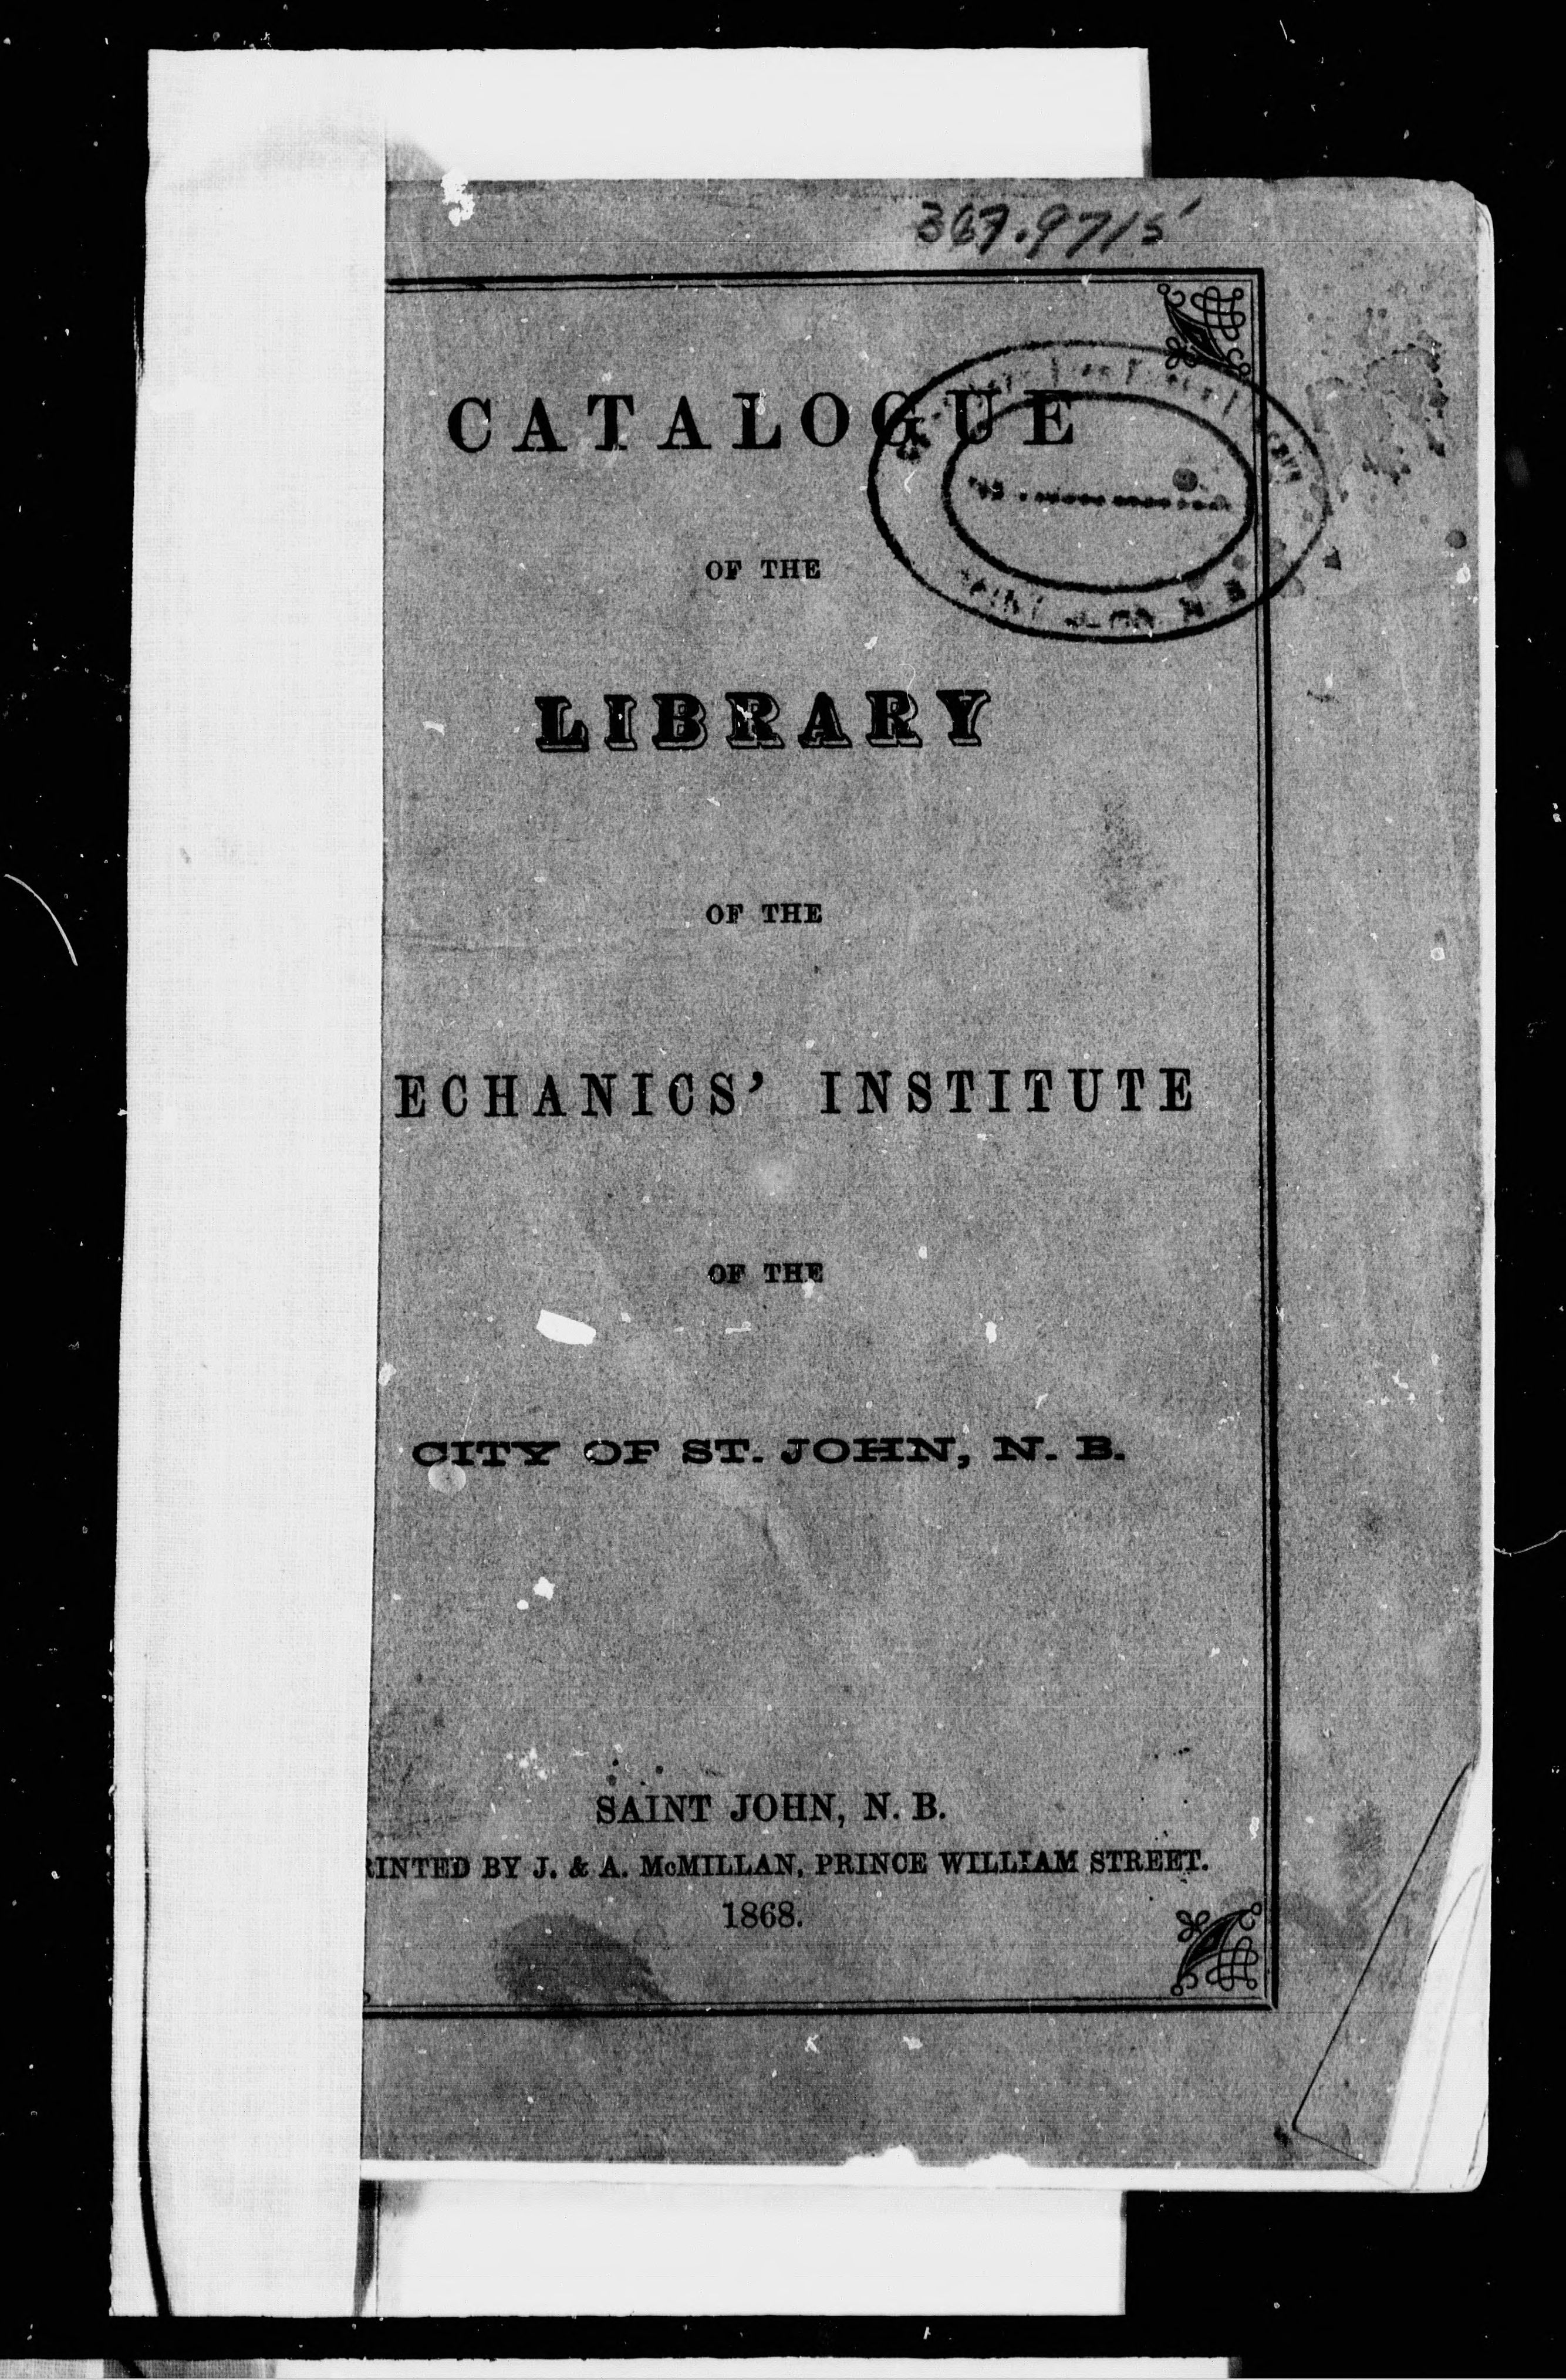 367.9715
CATALOGUE
OF THE
LIBRARY
OF THE
ECHANICS' INSTITUTE
OF THE
CITY OF ST. JOHN, N. B.
SAINT JOHN, N. B.
RINTED BY J. & A. McMILLAN, PRINCE WILLIAM STREET.
1868.